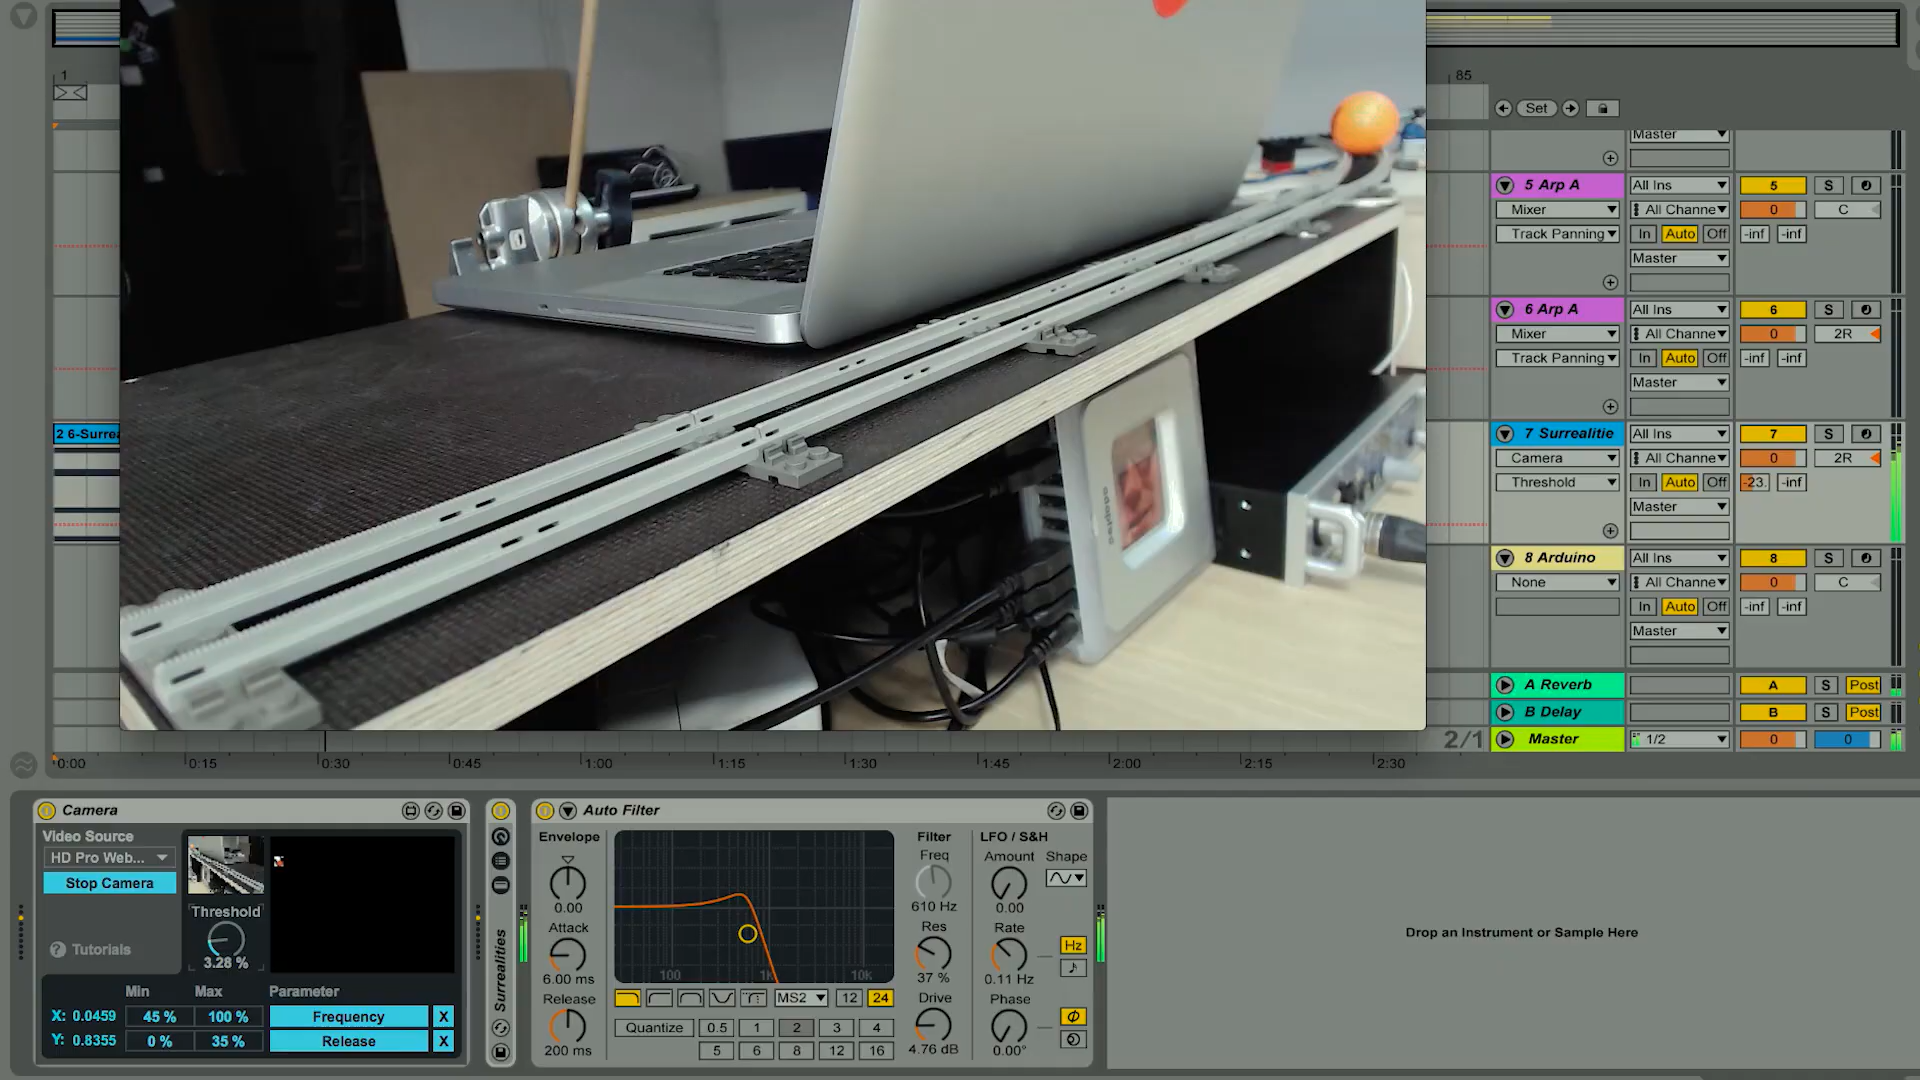 1
85
Set
Master
5 Arp A
All Ins
5
S
Mixer
All Channe
0
C
Track Panning
In
Auto
Off
-inf
-inf
Master
6 Arp A
All Ins
6
S
Mixer
All Channe
0
2R
Track Panning
In
Auto
Off
-inf
-inf
Master
2 6-Surrea
7 Surrealitie
All Ins
7
S
Camera
All Channe
0
2R
Threshold
In
Auto
Off
-23.
-inf
Master
8 Arduino
All Ins
8
S
None
All Channe
0
C
In
Auto
Off
-inf
-inf
Master
A Reverb
A
S
Post
B Delay
B
S
Post
2/1
Master
1/2
0
0
0:00
0:15
0:30
0:45
1:00
1:15
1:30
1:45
2:00
2:15
2:30
Camera
Video Source
HD Pro Web...
Stop Camera
Threshold
3.28 %
Tutorials
Min
Max
Parameter
X: 0.0459
45 %
100 %
Frequency
X
Y: 0.8355
0 %
35 %
Release
X
Surrealities
Auto Filter
Envelope
0.00
Attack
6.00 ms
Release
200 ms
100
1k
10k
MS2
12
24
Quantize
0.5
1
2
3
4
5
6
8
12
16
Filter
Freq
610 Hz
Res
37 %
Drive
4.76 dB
LFO / S&H
Amount
Shape
0.00
Rate
Hz
0.11 Hz
Phase
0.00°
Drop an Instrument or Sample Here